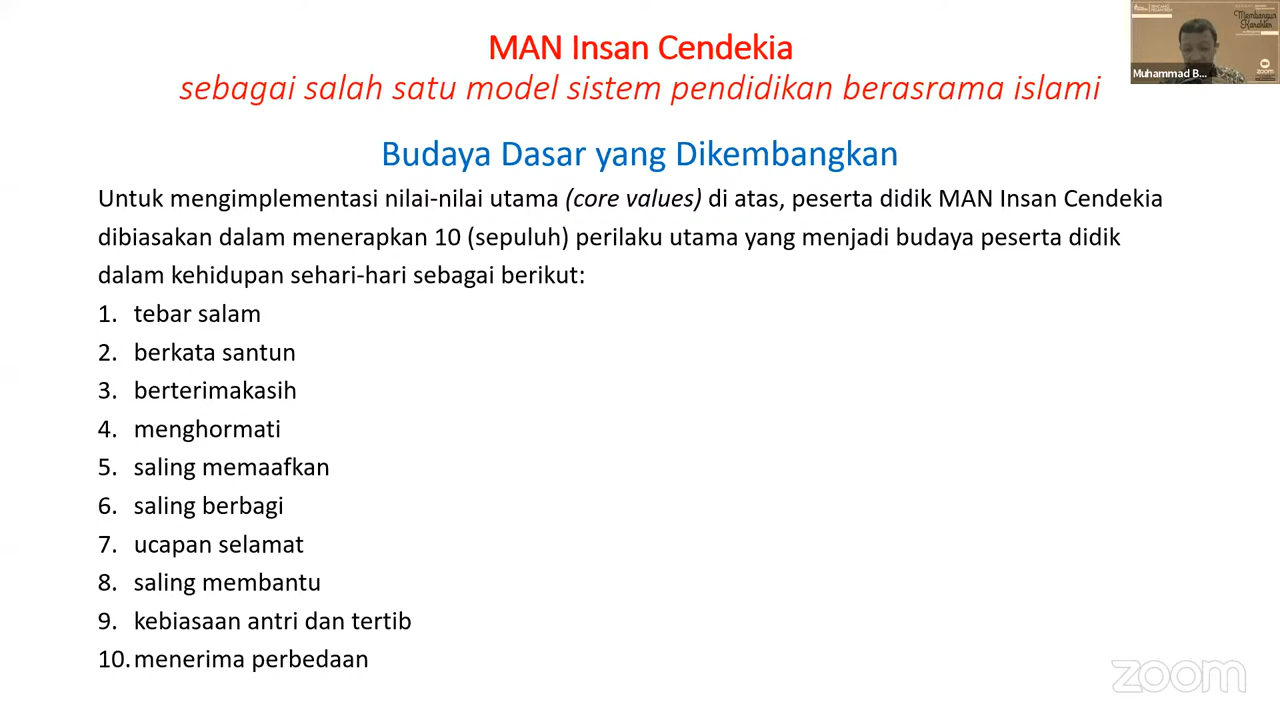 MAN Insan Cendekia
sebagai salah satu model sistem pendidikan berasrama islami
Budaya Dasar yang Dikembangkan
Untuk mengimplementasi nilai-nilai utama (core values) di atas, peserta didik MAN Insan Cendekia
dibiasakan dalam menerapkan 10 (sepuluh) perilaku utama yang menjadi budaya peserta didik
dalam kehidupan sehari-hari sebagai berikut:
1. tebar salam
2. berkata santun
3. berterimakasih
4. menghormati
5. saling memaafkan
6. saling berbagi
7. ucapan selamat
8. saling membantu
9. kebiasaan antri dan tertib
10. menerima perbedaan
Membangun
Karakter
zoom
Muhammad B...
zoom